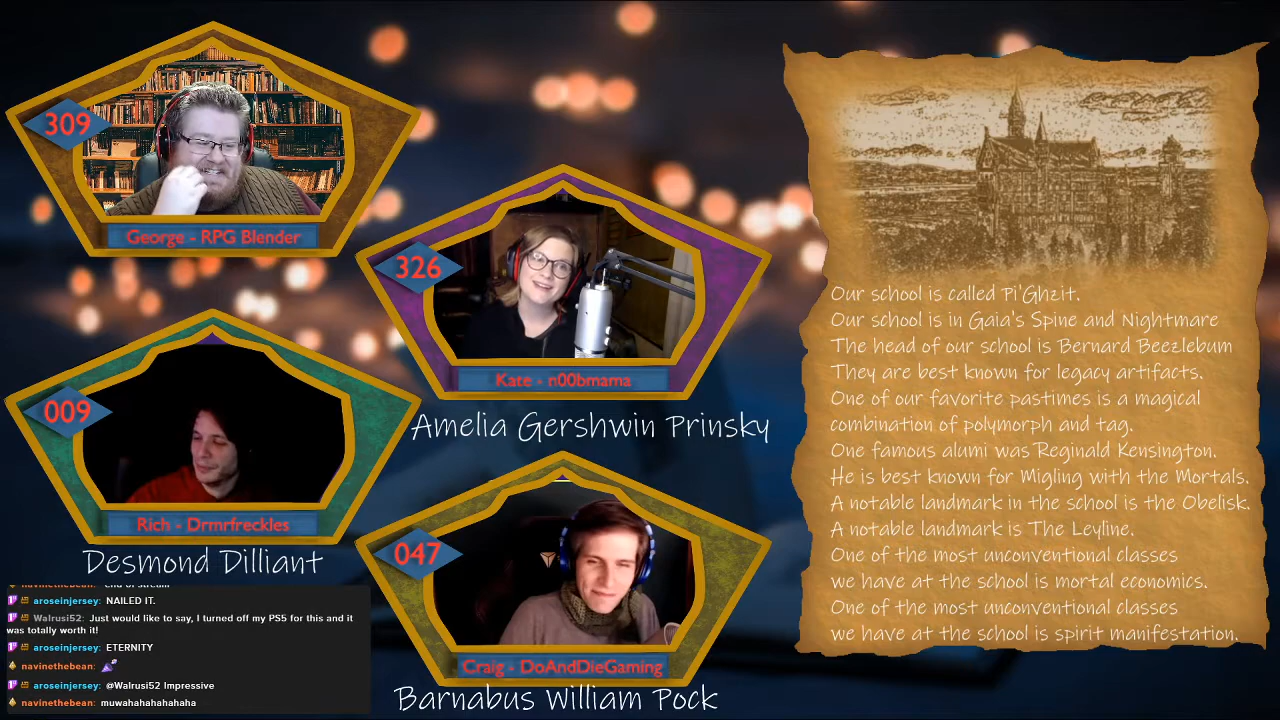 309
George - RPG Blender
326
Kate - n00bmama
Amelia Gershwin Prinsky
009
Rich - Drmrfreckles
Desmond Dilliant
047
Craig - DoAndDieGaming
Barnabus William Pock
navinethebean: end of stream
aroseinjersey: NAILED IT.
Walrusi52: Just would like to say, I turned off my PS5 for this and it
was totally worth it!
aroseinjersey: ETERNITY
navinethebean:
aroseinjersey: @Walrusi52 Impressive
navinethebean: muwahahahahaha
Our school is called Pi'Ghzit.
Our school is in Gaia's Spine and Nightmare
The head of our school is Bernard Beezlebum
They are best known for legacy artifacts.
One of our favorite pastimes is a magical
combination of polymorph and tag.
One famous alumi was Reginald Kensington.
He is best known for Migling with the Mortals.
A notable landmark in the school is the Obelisk.
A notable landmark is The Leyline.
One of the most unconventional classes
we have at the school is mortal economics.
One of the most unconventional classes
we have at the school is spirit manifestation.